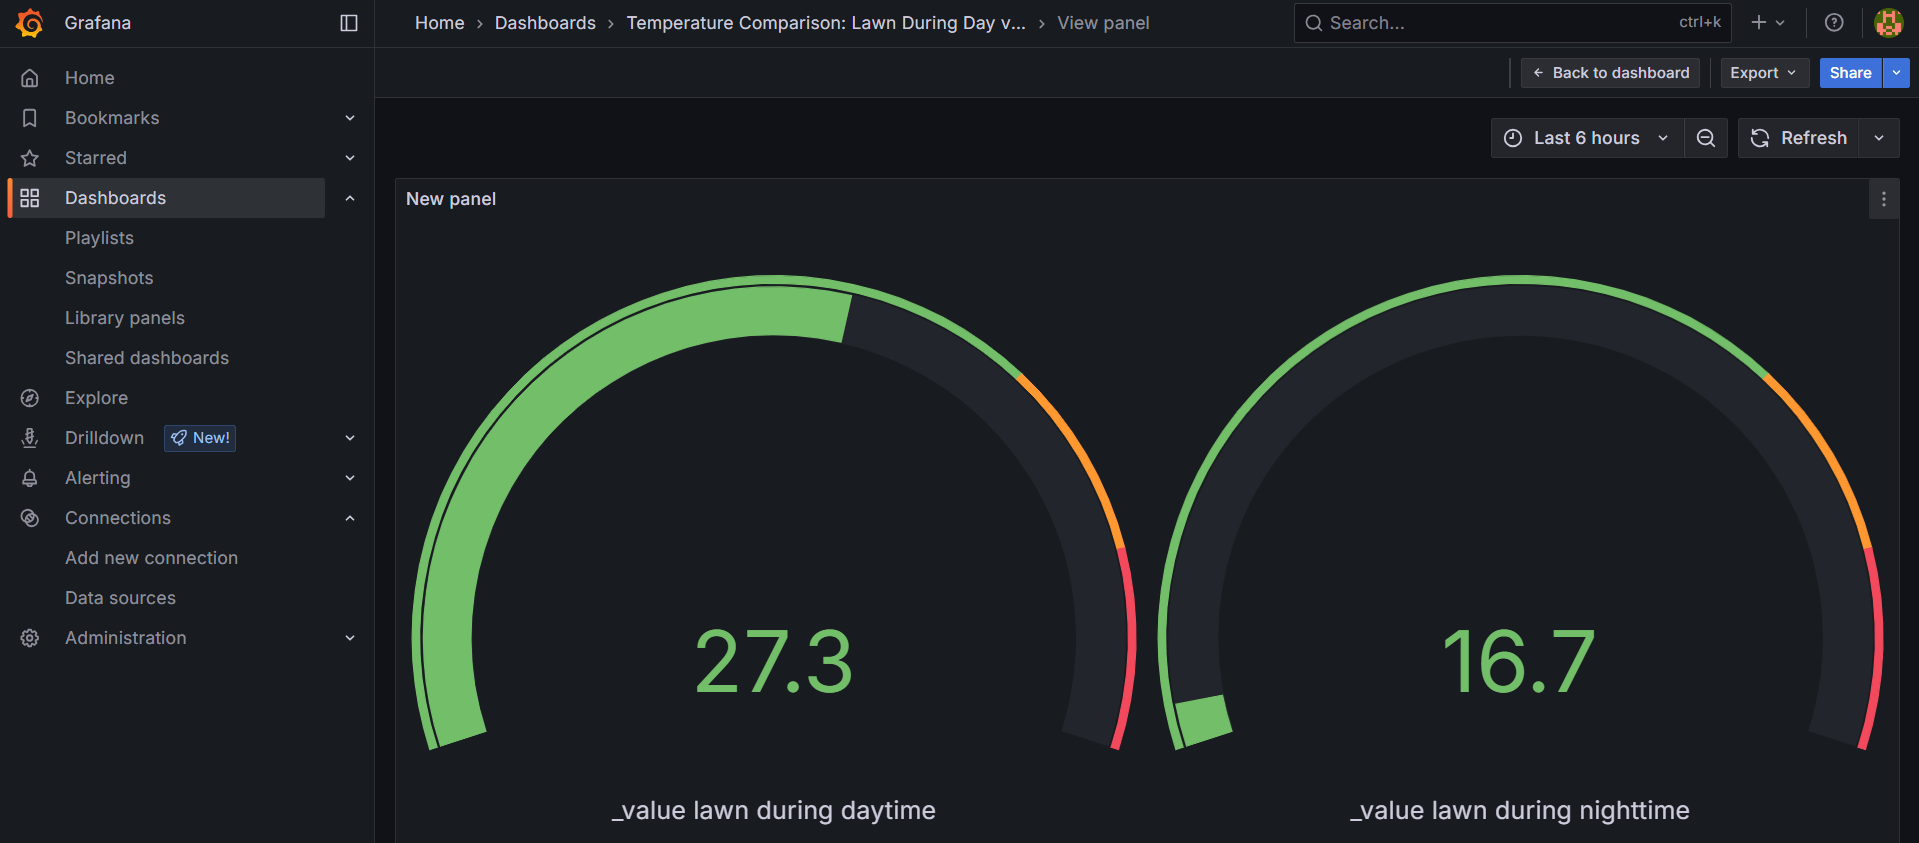 Grafana
Home › Dashboards › Temperature Comparison: Lawn During Day v... › View panel
Search... ctrl+k
Back to dashboard
Export
Share
Home
Bookmarks
Starred
Dashboards
Playlists
Snapshots
Library panels
Shared dashboards
Explore
Drilldown New!
Alerting
Connections
Add new connection
Data sources
Administration
Last 6 hours
Refresh
New panel
27.3
_value lawn during daytime
16.7
_value lawn during nighttime